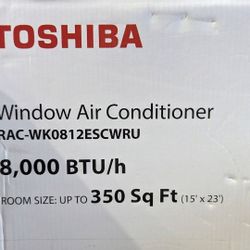 TOSHIBA
Window Air Conditioner
RAC-WK0812ESCWRU
8,000 BTU/h
ROOM SIZE: UP TO 350 Sq Ft (15' x 23')